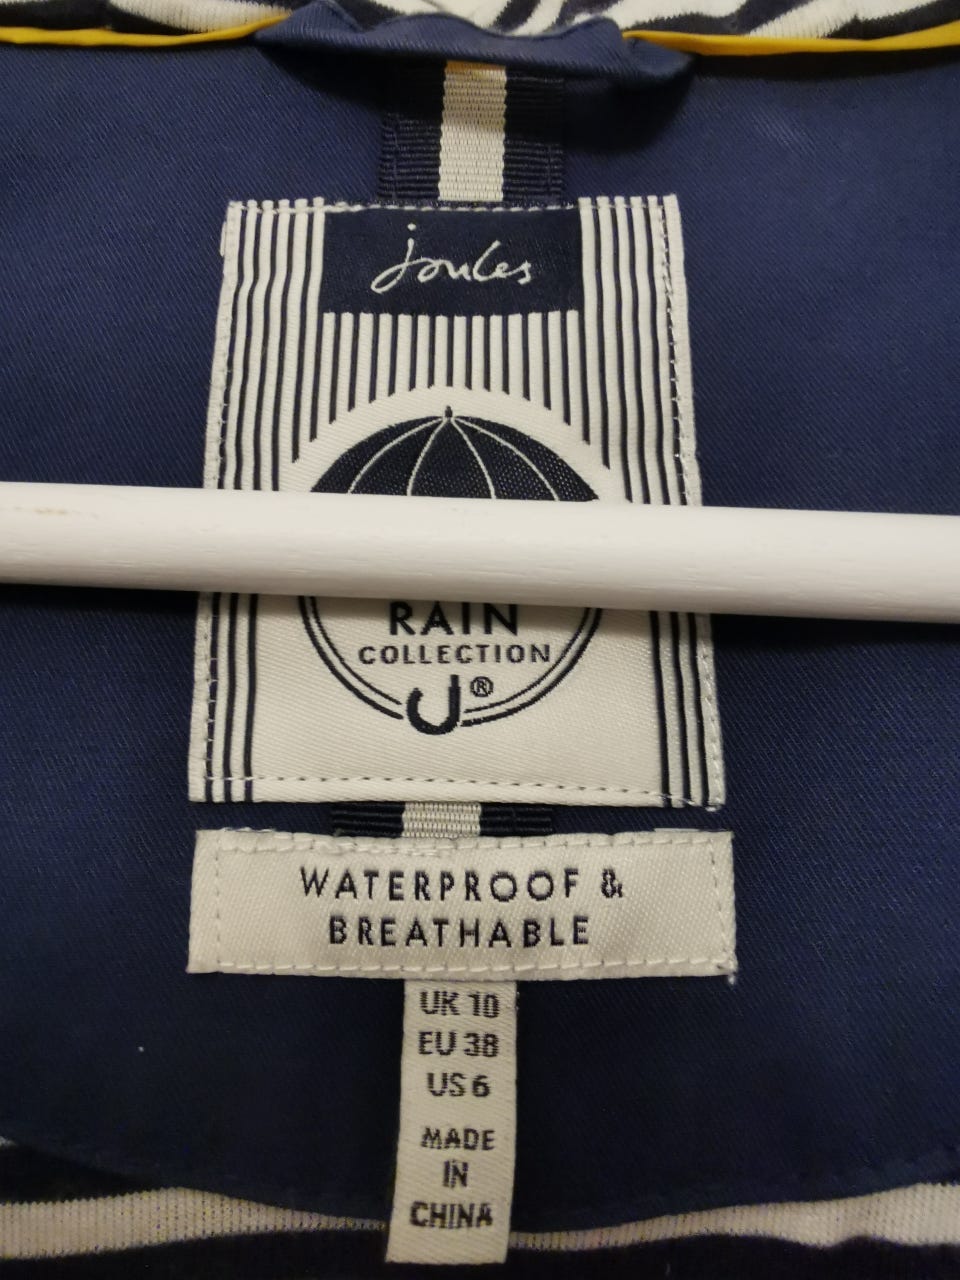 joules
RAIN
COLLECTION
®
WATERPROOF &
BREATHABLE
UK 10
EU 38
US 6
MADE
IN
CHINA